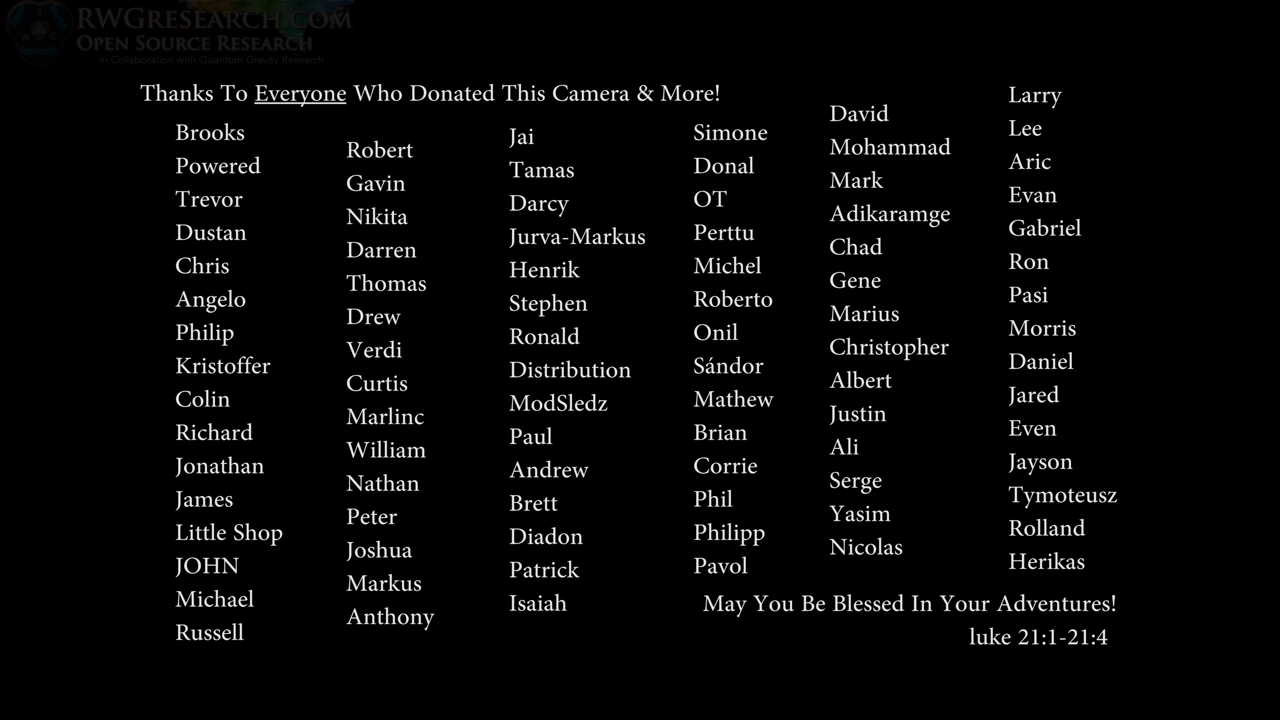 RWGRESEARCH.COM
OPEN SOURCE RESEARCH
In Collaboration with Quantum Gravity Research
Thanks To Everyone Who Donated This Camera & More!
Brooks
Powered
Trevor
Dustan
Chris
Angelo
Philip
Kristoffer
Colin
Richard
Jonathan
James
Little Shop
JOHN
Michael
Russell
Robert
Gavin
Nikita
Darren
Thomas
Drew
Verdi
Curtis
Marlinc
William
Nathan
Peter
Joshua
Markus
Anthony
Jai
Tamas
Darcy
Jurva-Markus
Henrik
Stephen
Ronald
Distribution
ModSledz
Paul
Andrew
Brett
Diadon
Patrick
Isaiah
Simone
Donal
OT
Perttu
Michel
Roberto
Onil
Sándor
Mathew
Brian
Corrie
Phil
Philipp
Pavol
David
Mohammad
Mark
Adikaramge
Chad
Gene
Marius
Christopher
Albert
Justin
Ali
Serge
Yasim
Nicolas
Larry
Lee
Aric
Evan
Gabriel
Ron
Pasi
Morris
Daniel
Jared
Even
Jayson
Tymoteusz
Rolland
Herikas
May You Be Blessed In Your Adventures!
luke 21:1-21:4